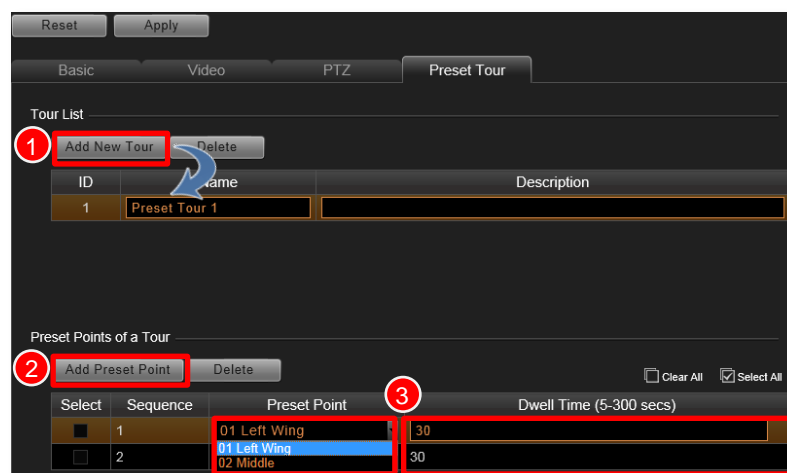 Reset Apply
Basic Video PTZ Preset Tour
Tour List
1 Add New Tour Delete
ID Name Description
1 Preset Tour 1
Preset Points of a Tour
2 Add Preset Point Delete Clear All Select All
3
Select Sequence Preset Point Dwell Time (5-300 secs)
1 01 Left Wing 30
01 Left Wing
2 02 Middle 30